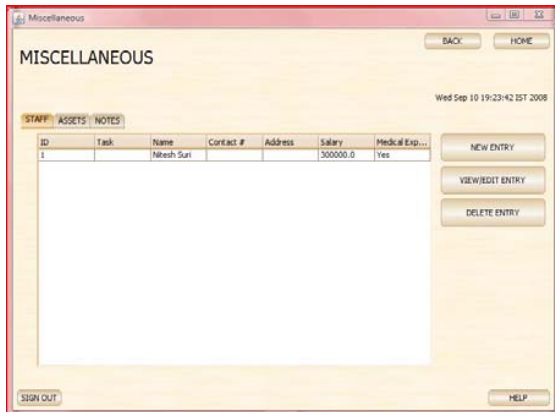 Miscellaneous
BACK HOME
MISCELLANEOUS
Wed Sep 10 19:23:42 IST 2008
STAFF ASSETS NOTES
ID Task Name Contact # Address Salary Medical Exp...
1 Nitesh Suri 300000.0 Yes
NEW ENTRY
VIEW/EDIT ENTRY
DELETE ENTRY
SIGN OUT HELP